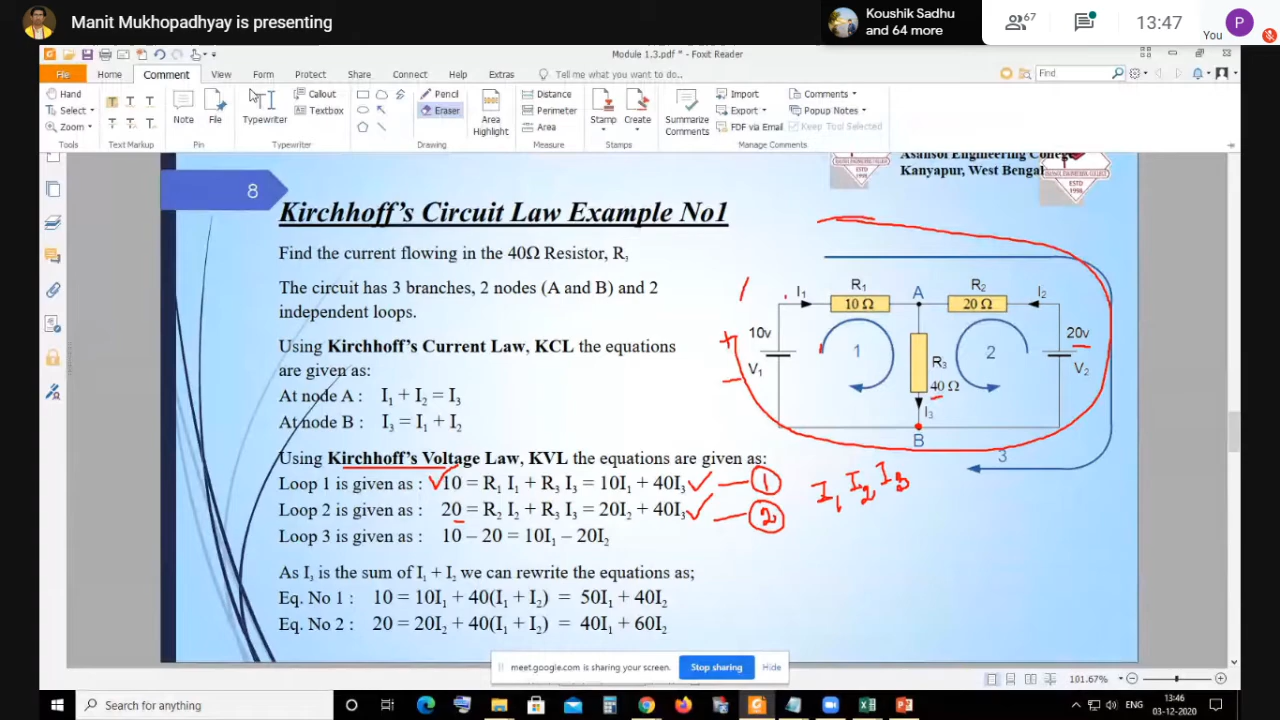 Manit Mukhopadhyay is presenting
Koushik Sadhu
and 64 more
67
13:47
You
P
Module 1.3.pdf * - Foxit Reader
File Home Comment View Form Protect Share Connect Help Extras Tell me what you want to do.. Find
Hand
Select
Zoom
Tools
Text Markup
Note
File
Pin
Typewriter
Callout
Textbox
Typewriter
Pencil
Eraser
Drawing
Area
Highlight
Distance
Perimeter
Area
Measure
Stamp
Create
Stamps
Summarize
Comments
Import
Export
FDF via Email
Comments
Popup Notes
Keep Tool Selected
Manage Comments
Asansol Engineering College
Kanyapur, West Bengal
ESTD
1998
ESTD
1998
8
Kirchhoff's Circuit Law Example No1
Find the current flowing in the 40Ω Resistor, R₃
The circuit has 3 branches, 2 nodes (A and B) and 2
independent loops.
Using Kirchhoff's Current Law, KCL the equations
are given as:
At node A : I₁ + I₂ = I₃
At node B : I₃ = I₁ + I₂
Using Kirchhoff's Voltage Law, KVL the equations are given as:
Loop 1 is given as : 10 = R₁ I₁ + R₃ I₃ = 10I₁ + 40I₃ ①
Loop 2 is given as : 20 = R₂ I₂ + R₃ I₃ = 20I₂ + 40I₃ ②
Loop 3 is given as : 10 – 20 = 10I₁ – 20I₂
As I₃ is the sum of I₁ + I₂ we can rewrite the equations as;
Eq. No 1 : 10 = 10I₁ + 40(I₁ + I₂) = 50I₁ + 40I₂
Eq. No 2 : 20 = 20I₂ + 40(I₁ + I₂) = 40I₁ + 60I₂
I₁ R₁ A R₂ I₂
10 Ω 20 Ω
10v 20v
+
1 2
R₃
V₁ V₂
–
40 Ω
I₃
B
3
I₁ I₂ I₃
meet.google.com is sharing your screen. Stop sharing Hide
101.67%
Search for anything
ENG
13:46
03-12-2020